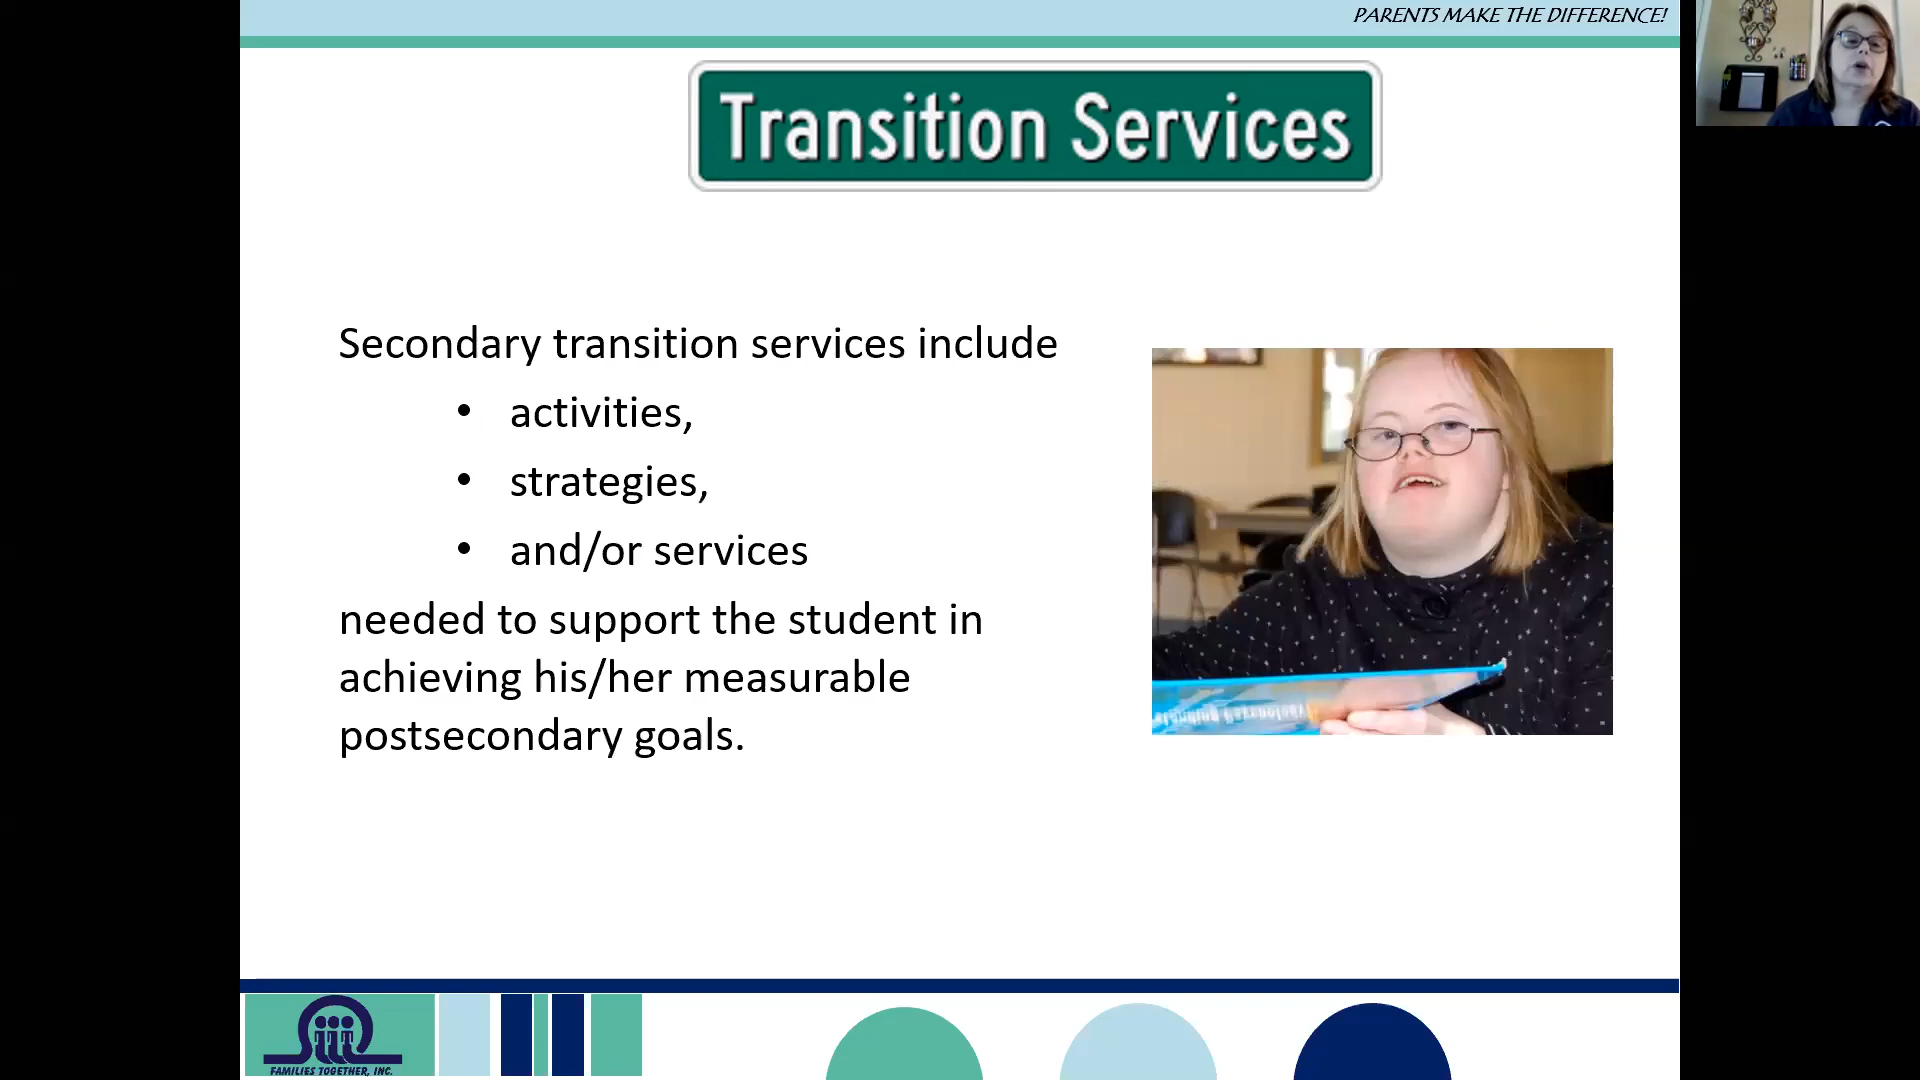 PARENTS MAKE THE DIFFERENCE!
Transition Services
Secondary transition services include
• activities,
• strategies,
• and/or services
needed to support the student in
achieving his/her measurable
postsecondary goals.
FAMILIES TOGETHER, INC.